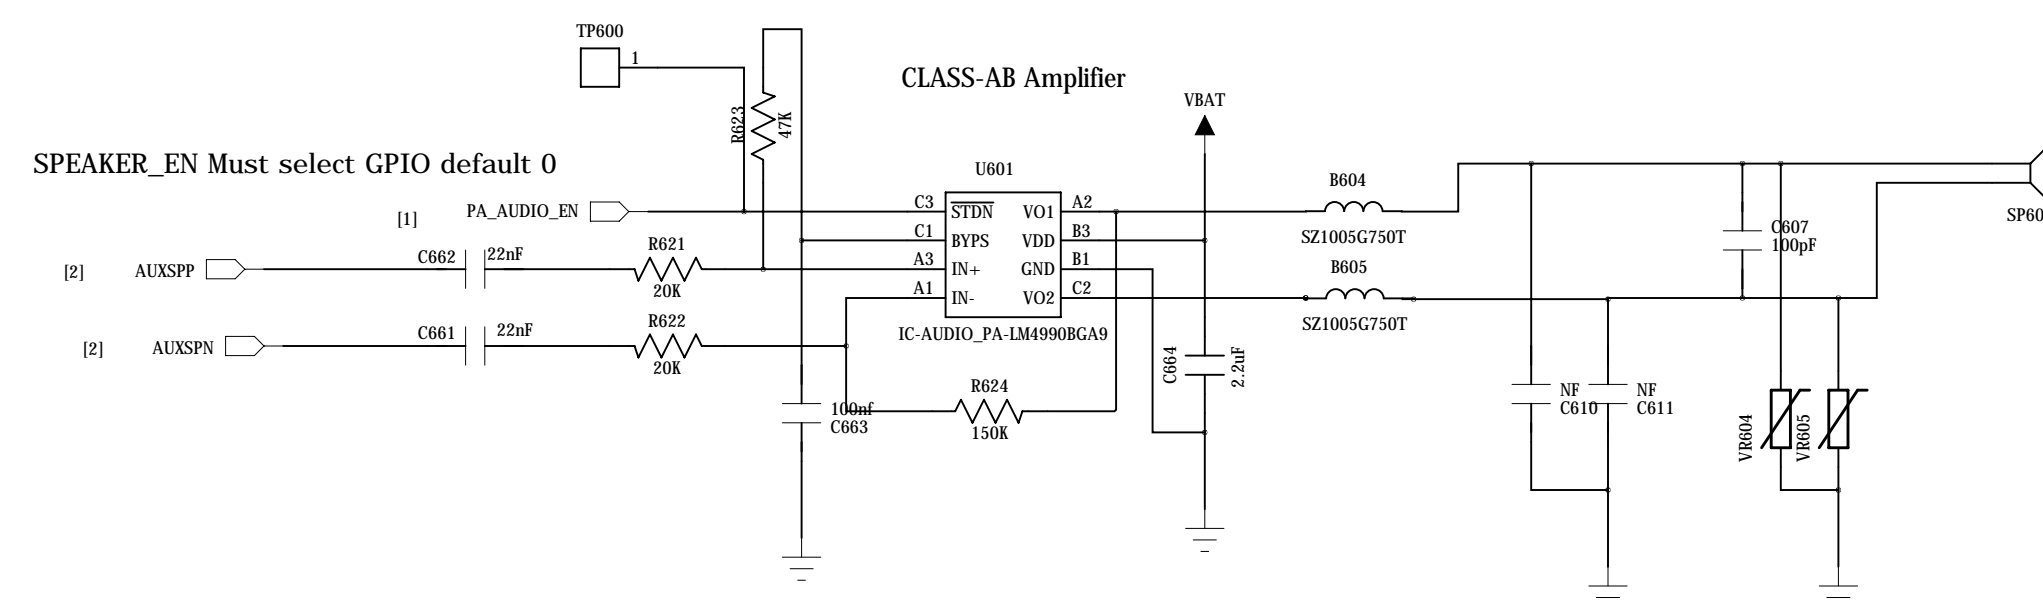 TP600
1
CLASS-AB Amplifier
VBAT
R623
47K
SPEAKER_EN Must select GPIO default 0
U601
B604
C3
STDN
VO1
A2
[1]
PA_AUDIO_EN
SP60
C1
BYPS
VDD
B3
SZ1005G750T
C607
100pF
C662
22nF
R621
[2]
AUXSPP
A3
IN+
GND
B1
B605
20K
A1
IN-
VO2
C2
R622
SZ1005G750T
C661
22nF
IC-AUDIO_PA-LM4990BGA9
[2]
AUXSPN
20K
C664
2.2uF
R624
NF
C610
NF
C611
100nf
C663
150K
VR604
VR605